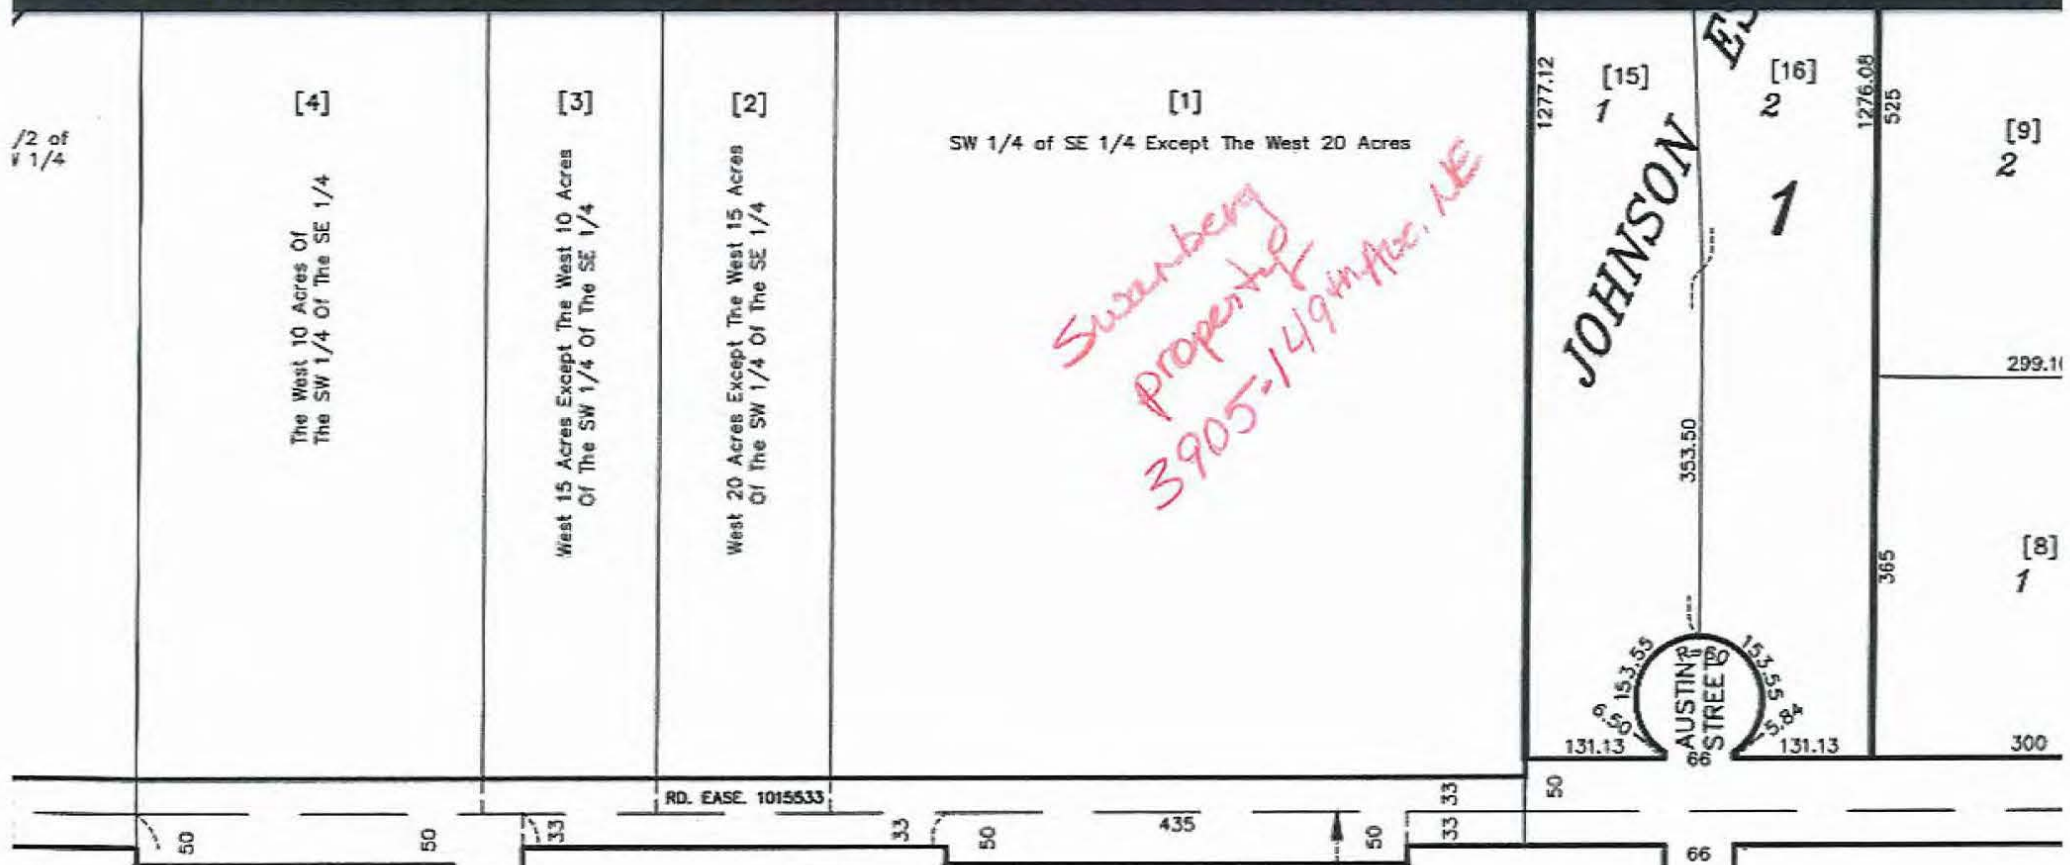 /2 of
1/4
[4]
The West 10 Acres Of
The SW 1/4 Of The SE 1/4
[3]
West 15 Acres Except The West 10 Acres
Of The SW 1/4 Of The SE 1/4
[2]
West 20 Acres Except The West 15 Acres
Of The SW 1/4 Of The SE 1/4
[1]
SW 1/4 of SE 1/4 Except The West 20 Acres
Swenberg
property
3905-149th Ave. NE
1277.12
[15]
1
JOHNSON
ES
[16]
2
1
1276.08
525
[9]
2
299.1
353.50
365
[8]
1
153.55
R=60
153.55
6.50
AUSTIN
STREET
5.84
131.13
66
131.13
300
RD. EASE. 1015533
33
50
50
50
33
33
50
435
50
33
66